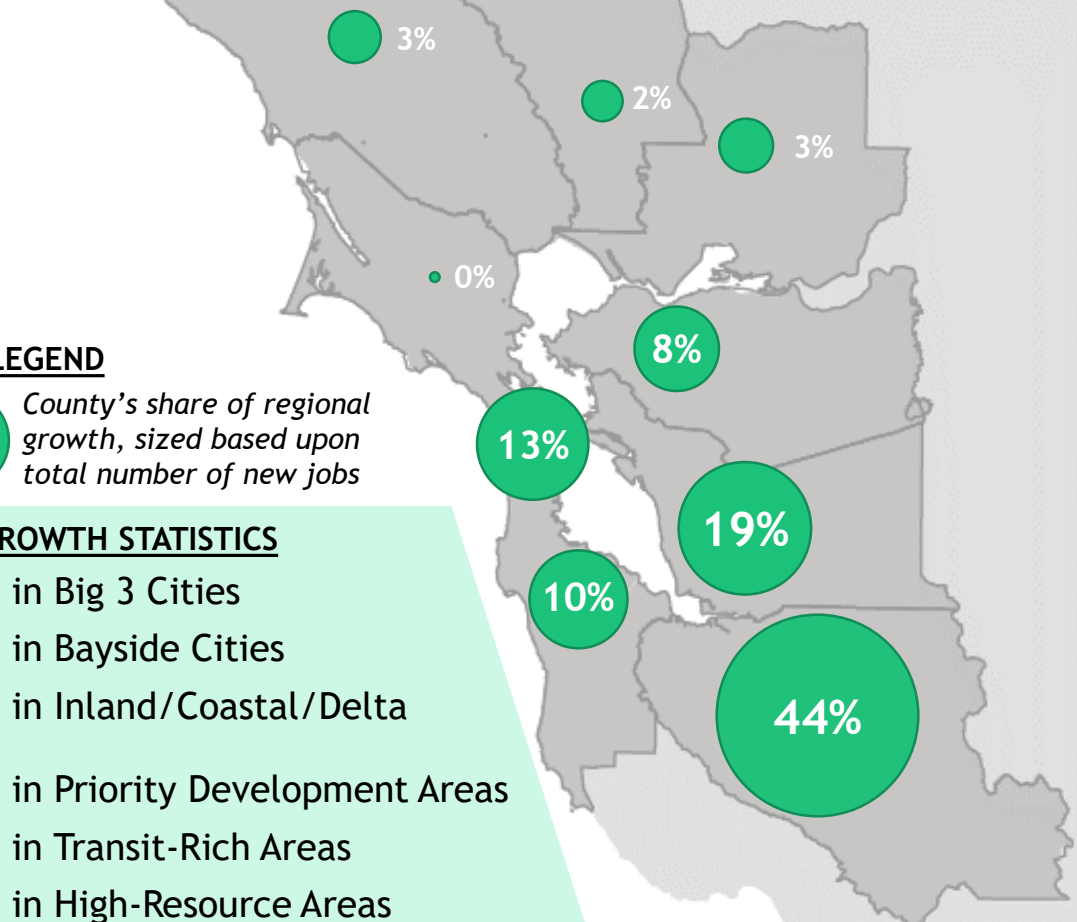 3%
2%
3%
0%
8%
LEGEND
County's share of regional
growth, sized based upon
total number of new jobs
13%
19%
10%
44%
ROWTH STATISTICS
in Big 3 Cities
in Bayside Cities
in Inland/Coastal/Delta
in Priority Development Areas
in Transit-Rich Areas
in High-Resource Areas